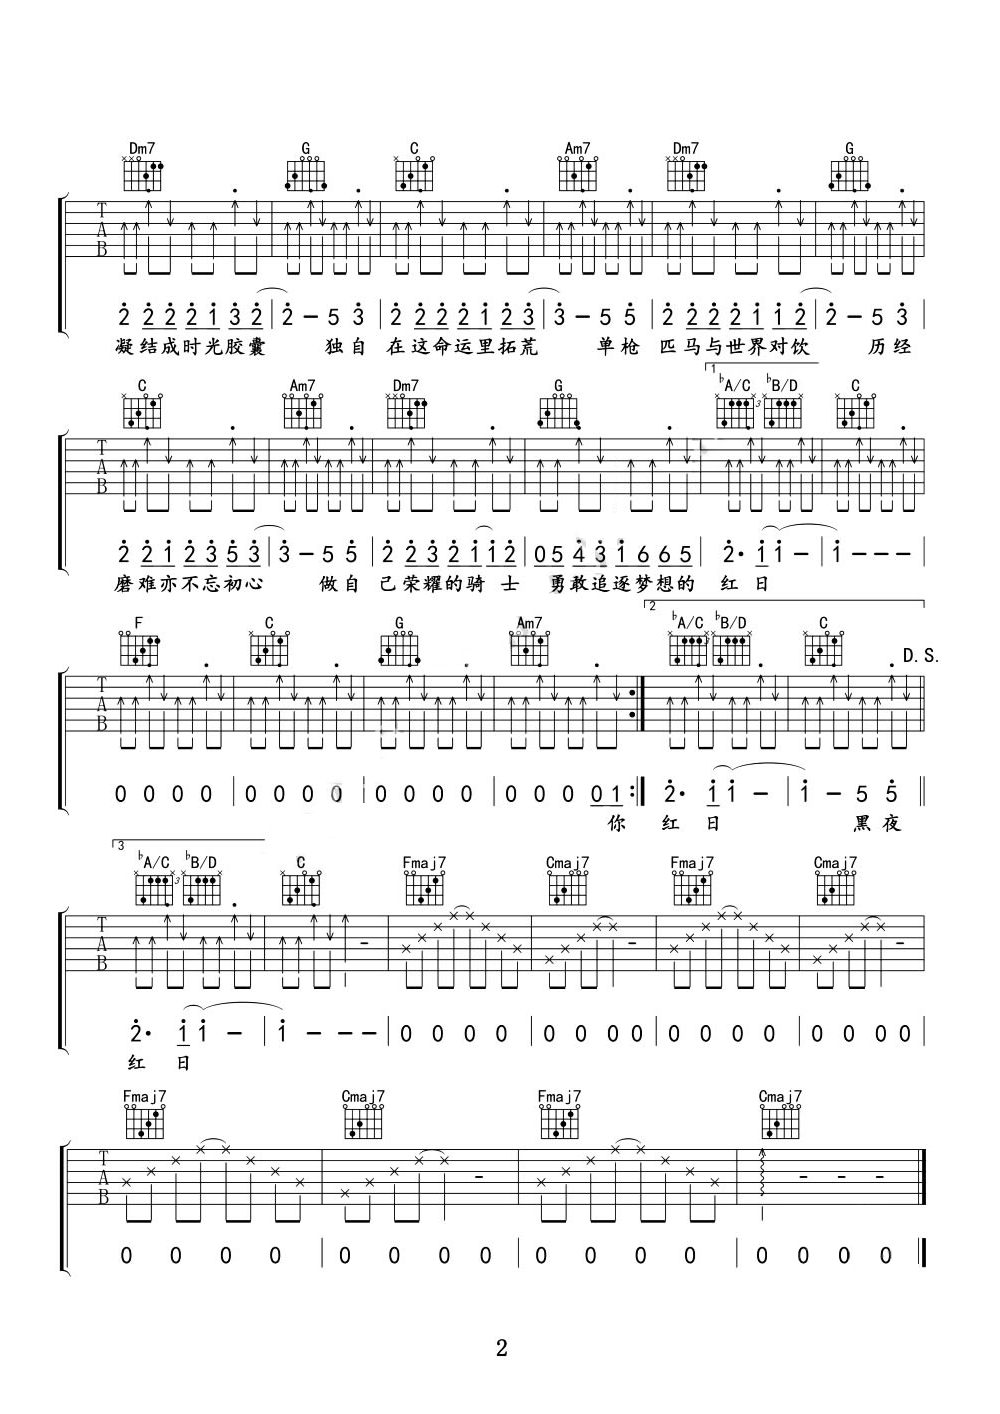 Dm7 G C Am7 Dm7 G
T A B
2 2 2 2 1 3 2 | 2 – 5 3 | 2 2 2 2 1 2 3 | 3 – 5 5 | 2 2 2 2 1 1 2 | 2 – 5 3
凝结成时光胶囊 独自 在这命运里拓荒 单枪 匹马与世界对饮 历经
1
C Am7 Dm7 G ♭A/C ♭B/D C
3
T A B
2 2 1 2 3 5 3 | 3 – 5 5 | 2 2 3 2 1 1 2 | 0 5 4 3 1 6 6 5 | 2· 1 1 – | 1 – – –
磨难亦不忘初心 做自 己荣耀的骑士 勇敢追逐梦想的 红日
2
F C G Am7 ♭A/C ♭B/D C
D.S.
T A B
0 0 0 0 | 0 0 0 0 | 0 0 0 0 | 0 0 0 0 1 :| 2· 1 1 – | 1 – 5 5
你 红日 黑夜
3
♭A/C ♭B/D C Fmaj7 Cmaj7 Fmaj7 Cmaj7
3
T A B
2· 1 1 – | 1 – – – | 0 0 0 0 | 0 0 0 0 | 0 0 0 0 | 0 0 0 0
红日
Fmaj7 Cmaj7 Fmaj7 Cmaj7
T A B
0 0 0 0 | 0 0 0 0 | 0 0 0 0 | 0 0 0 0
2